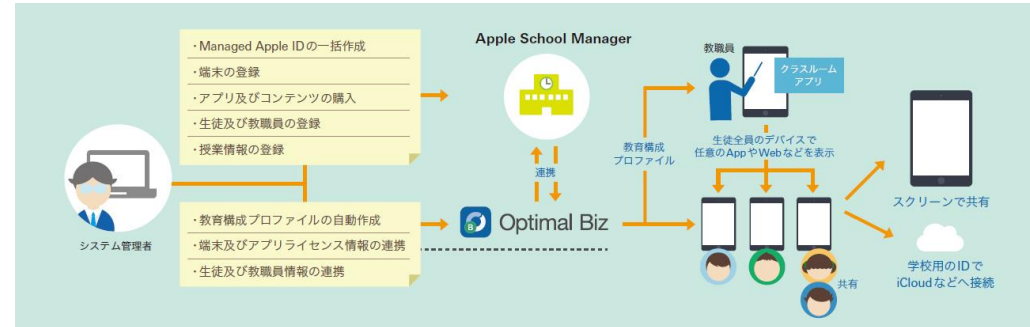 ・Managed Apple IDの一括作成
・端末の登録
・アプリ及びコンテンツの購入
・生徒及び教職員の登録
・授業情報の登録
システム管理者
・教育構成プロファイルの自動作成
・端末及びアプリライセンス情報の連携
・生徒及び教職員情報の連携
Apple School Manager
連携
B
Optimal Biz
教育構成
プロファイル
教職員
クラスルーム
アプリ
生徒全員のデバイスで
任意のAppやWebなどを表示
共有
スクリーンで共有
学校用のIDで
iCloudなどへ接続